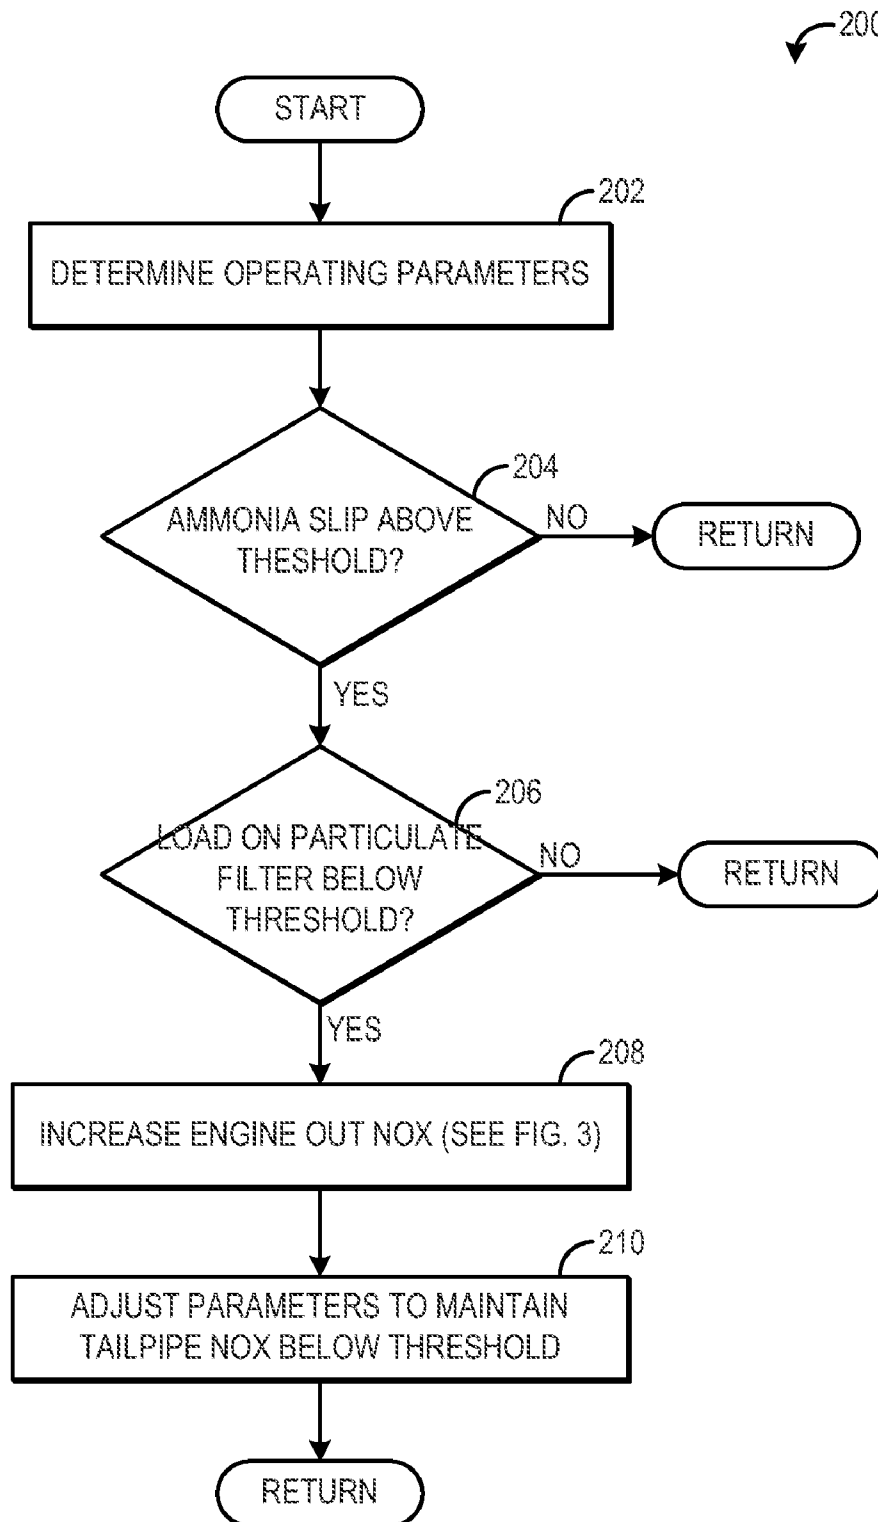 200
START
202
DETERMINE OPERATING PARAMETERS
204
AMMONIA SLIP ABOVE
THESHOLD?
NO
RETURN
YES
206
LOAD ON PARTICULATE
FILTER BELOW
THRESHOLD?
NO
RETURN
YES
208
INCREASE ENGINE OUT NOX (SEE FIG. 3)
210
ADJUST PARAMETERS TO MAINTAIN
TAILPIPE NOX BELOW THRESHOLD
RETURN